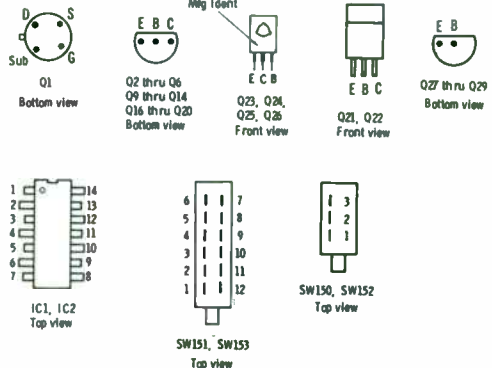 Mfg Ident
D S
Sub G
Q1
Bottom view
E B C
Q2 thru Q6
Q9 thru Q14
Q16 thru Q20
Bottom view
E C B
Q23, Q24,
Q25, Q26
Front view
E B C
Q21, Q22
Front view
E B
Q27 thru Q29
Bottom view
1 14
2 13
3 12
4 11
5 10
6 9
7 8
IC1, IC2
Top view
6 7
5 8
4 9
3 10
2 11
1 12
SW151, SW153
Top view
3
2
1
SW150, SW152
Top view